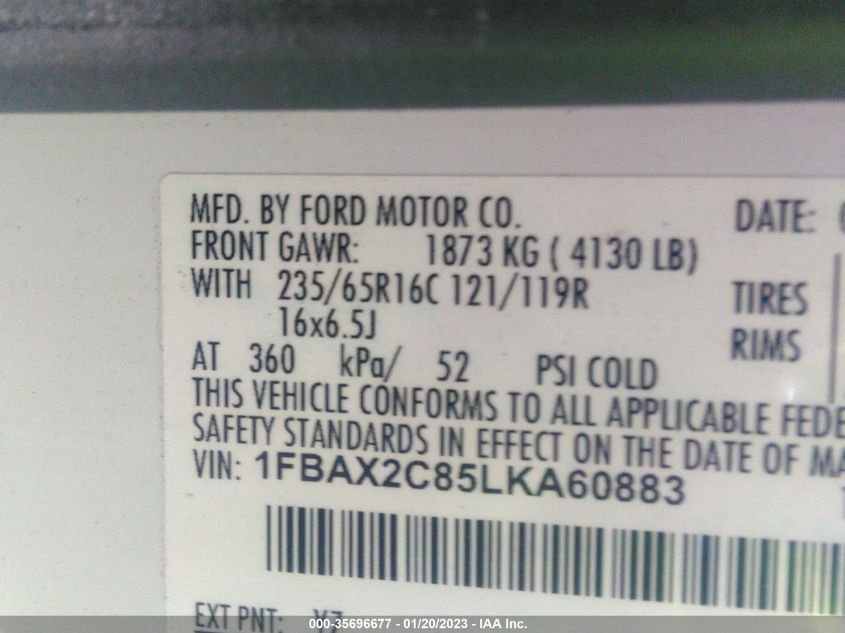 MFD. BY FORD MOTOR CO. DATE:
FRONT GAWR: 1873 KG ( 4130 LB)
WITH 235/65R16C 121/119R TIRES
16x6.5J RIMS
AT 360 kPa/ 52 PSI COLD
THIS VEHICLE CONFORMS TO ALL APPLICABLE FEDE
SAFETY STANDARDS IN EFFECT ON THE DATE OF MA
VIN: 1FBAX2C85LKA60883
EXT PNT: YZ
000-35696677 - 01/20/2023 - IAA Inc.